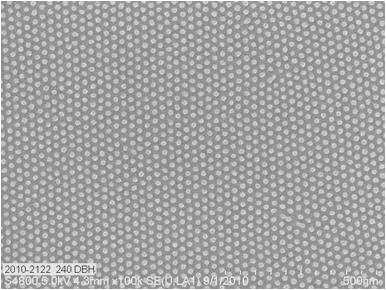 2010-2122 240 DBH
S4800 5.0kV 4.3mm x100k SE(U,LA1) 9/1/2010 500nm